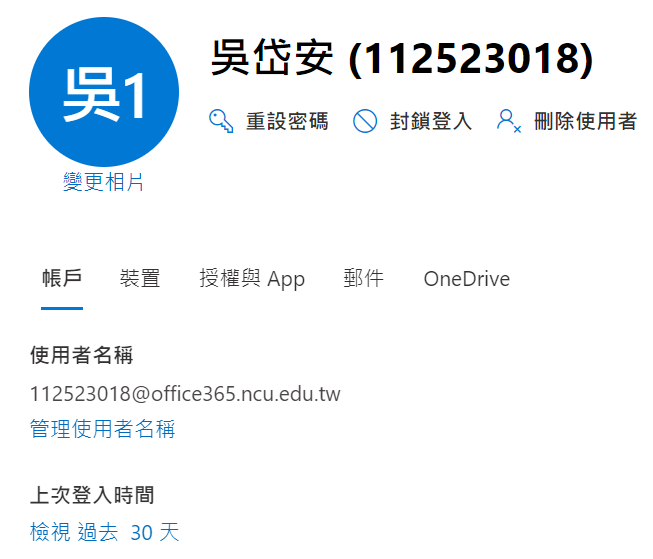 吳1
吳岱安 (112523018)
重設密碼 封鎖登入 刪除使用者
變更相片
帳戶 裝置 授權與 App 郵件 OneDrive
使用者名稱
112523018@office365.ncu.edu.tw
管理使用者名稱
上次登入時間
檢視 過去 30 天